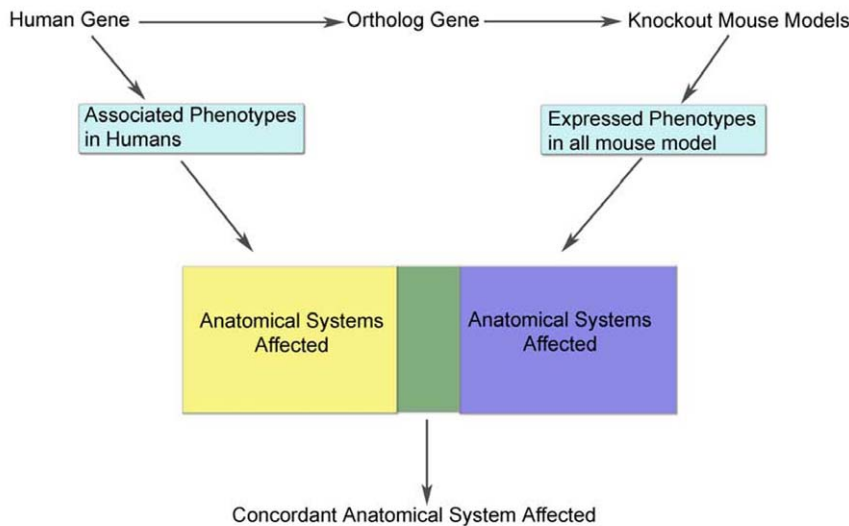 Human Gene
Ortholog Gene
Knockout Mouse Models
Associated Phenotypes
in Humans
Expressed Phenotypes
in all mouse model
Anatomical Systems
Affected
Anatomical Systems
Affected
Concordant Anatomical System Affected